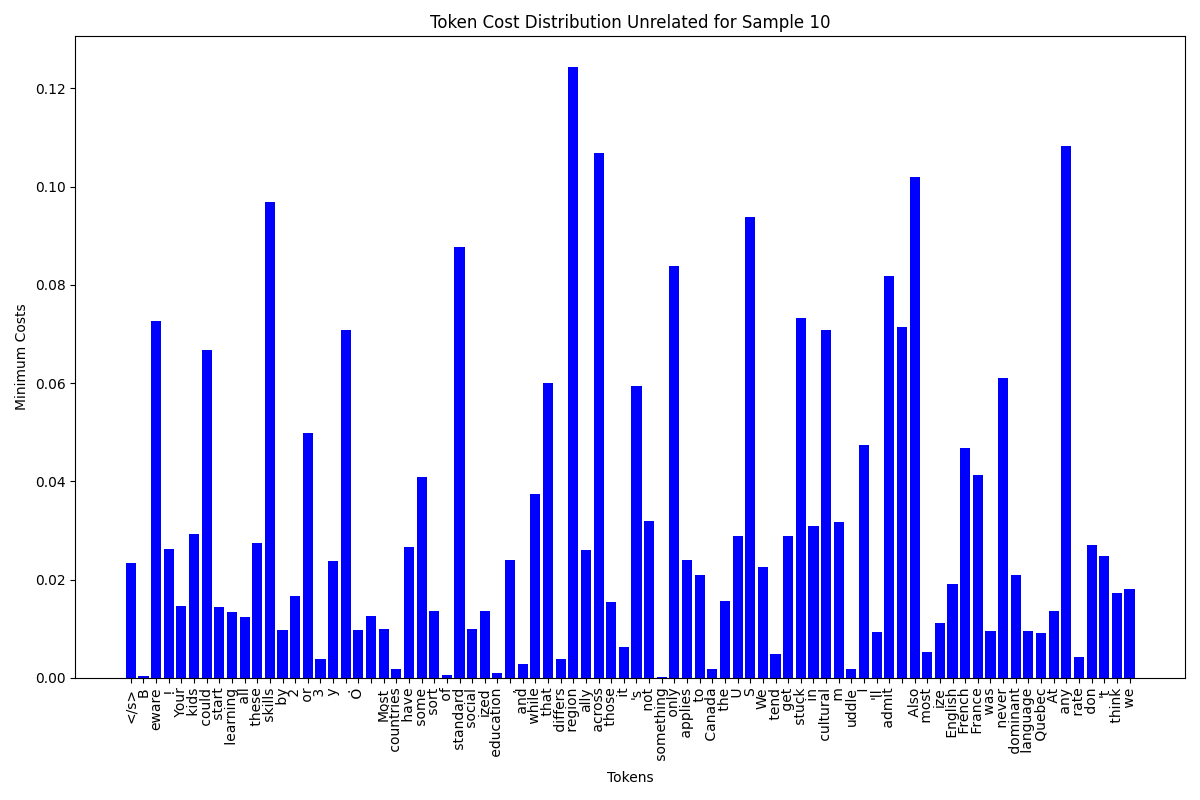 Token Cost Distribution Unrelated for Sample 10
Minimum Costs
0.12
0.10
0.08
0.06
0.04
0.02
0.00
</s>
B
eware
!
Your
kids
could
start
learning
all
these
skills
by
2
or
3
y
.
Ó
Most
countries
have
some
sort
of
standard
social
ized
education
,
and
while
that
differs
region
ally
across
those
it
's
not
something
only
applies
to
Canada
the
U
S
We
tend
get
stuck
in
cultural
m
uddle
I
'll
admit
.
Also
most
ize
English
French
France
was
never
dominant
language
Quebec
At
any
rate
don
't
think
we
Tokens